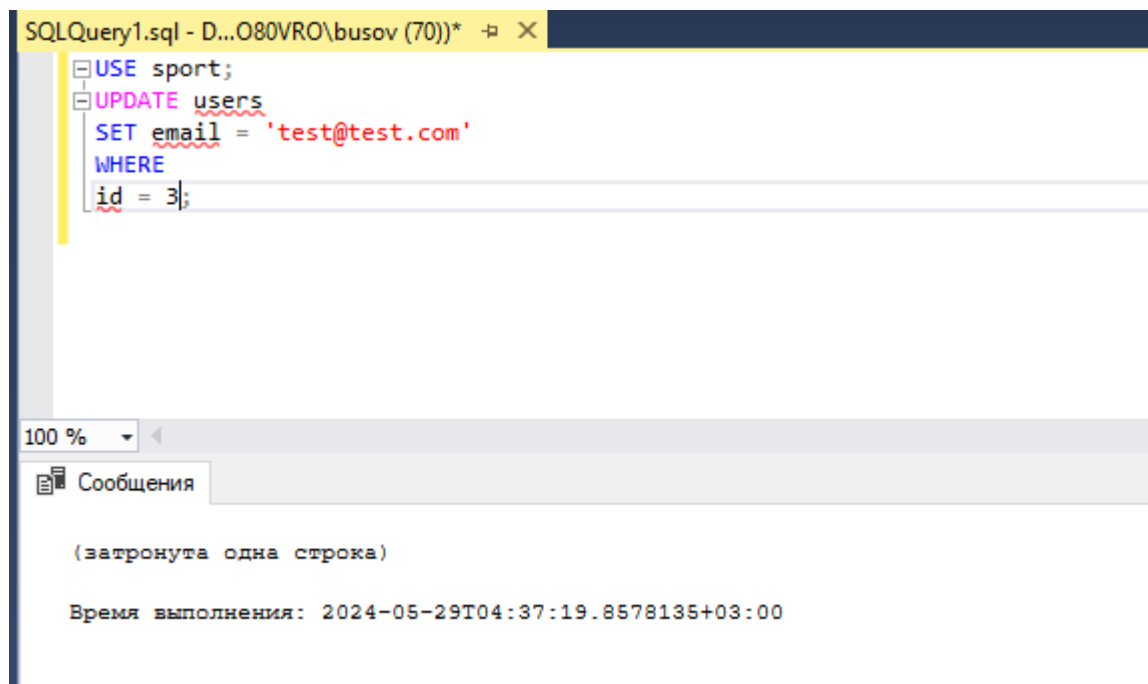 SQLQuery1.sql - D...O80VRO\busov (70))*
USE sport;
UPDATE users
SET email = 'test@test.com'
WHERE
id = 3;
100 %
Сообщения
(затронута одна строка)
Время выполнения: 2024-05-29T04:37:19.8578135+03:00